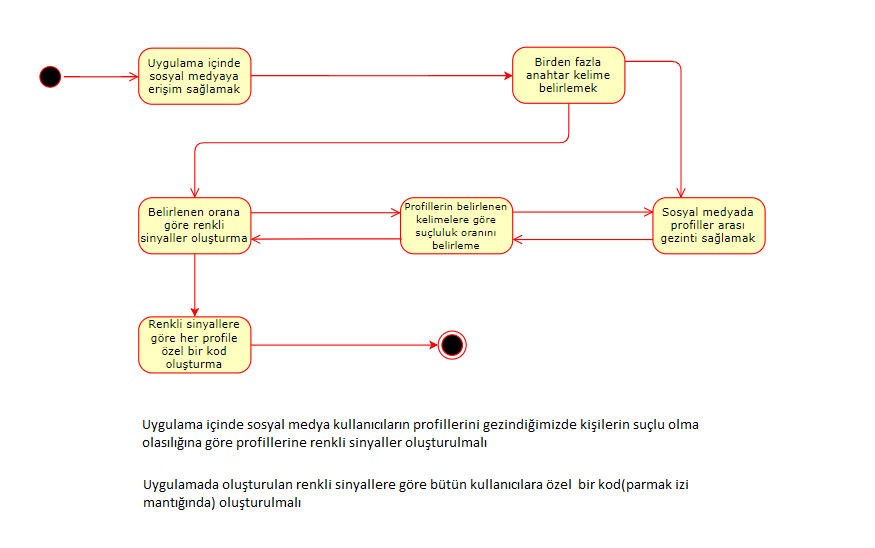 Uygulama içinde
sosyal medyaya
erişim sağlamak
Birden fazla
anahtar kelime
belirlemek
Belirlenen orana
göre renkli
sinyaller oluşturma
Profillerin belirlenen
kelimelere göre
suçluluk oranını
belirleme
Sosyal medyada
profiller arası
gezinti sağlamak
Renkli sinyallere
göre her profile
özel bir kod
oluşturma
Uygulama içinde sosyal medya kullanıcıların profillerini gezindiğimizde kişilerin suçlu olma
olasılığına göre profillerine renkli sinyaller oluşturulmalı
Uygulamada oluşturulan renkli sinyallere göre bütün kullanıcılara özel  bir kod(parmak izi
mantığında) oluşturulmalı